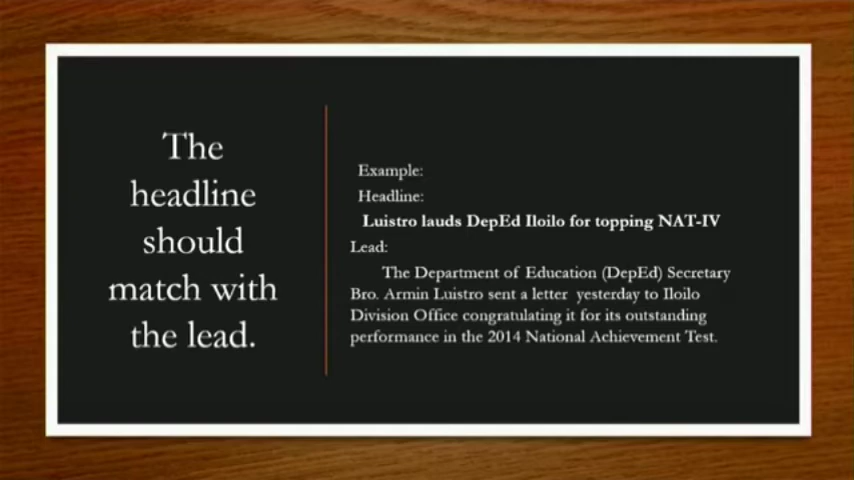 The
headline
should
match with
the lead.
Example:
Headline:
Luistro lauds DepEd Iloilo for topping NAT-IV
Lead:
The Department of Education (DepEd) Secretary
Bro. Armin Luistro sent a letter yesterday to Iloilo
Division Office congratulating it for its outstanding
performance in the 2014 National Achievement Test.